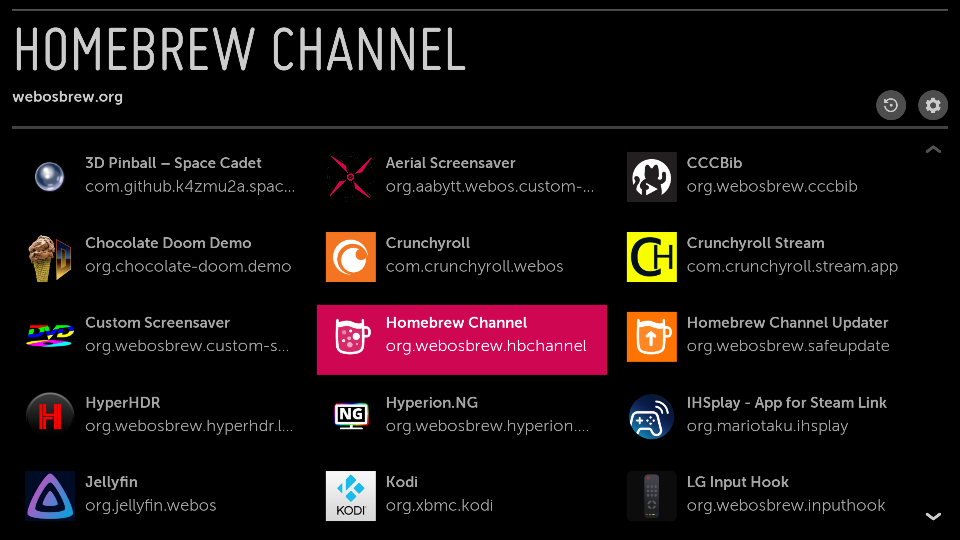 HOMEBREW CHANNEL
webosbrew.org
3D Pinball – Space Cadet
com.github.k4zmu2a.spac...
Aerial Screensaver
org.aabytt.webos.custom-...
CCCBib
org.webosbrew.cccbib
Chocolate Doom Demo
org.chocolate-doom.demo
Crunchyroll
com.crunchyroll.webos
CH
Crunchyroll Stream
com.crunchyroll.stream.app
DVD
Custom Screensaver
org.webosbrew.custom-s...
Homebrew Channel
org.webosbrew.hbchannel
Homebrew Channel Updater
org.webosbrew.safeupdate
H
HyperHDR
org.webosbrew.hyperhdr.l...
NG
Hyperion.NG
org.webosbrew.hyperion....
IHSplay - App for Steam Link
org.mariotaku.ihsplay
Jellyfin
org.jellyfin.webos
KODI
Kodi
org.xbmc.kodi
LG Input Hook
org.webosbrew.inputhook